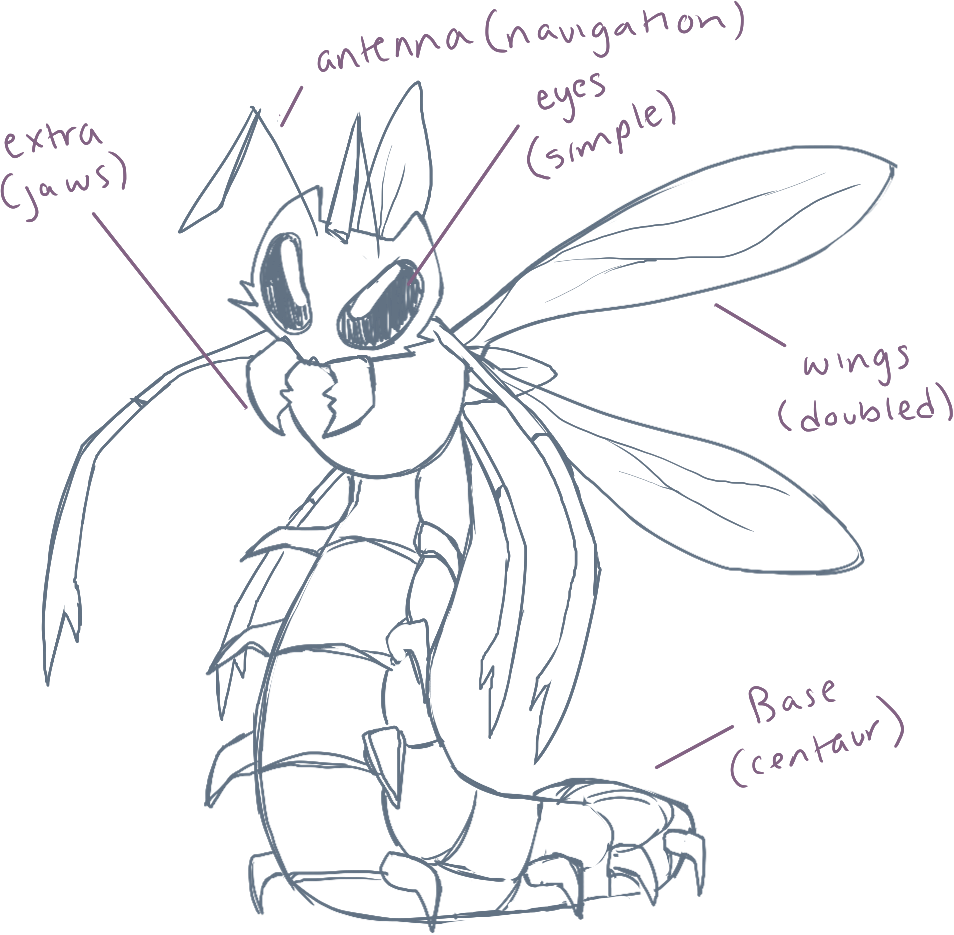 antenna (navigation)
eyes
(simple)
extra
(jaws)
wings
(doubled)
Base
(centaur)